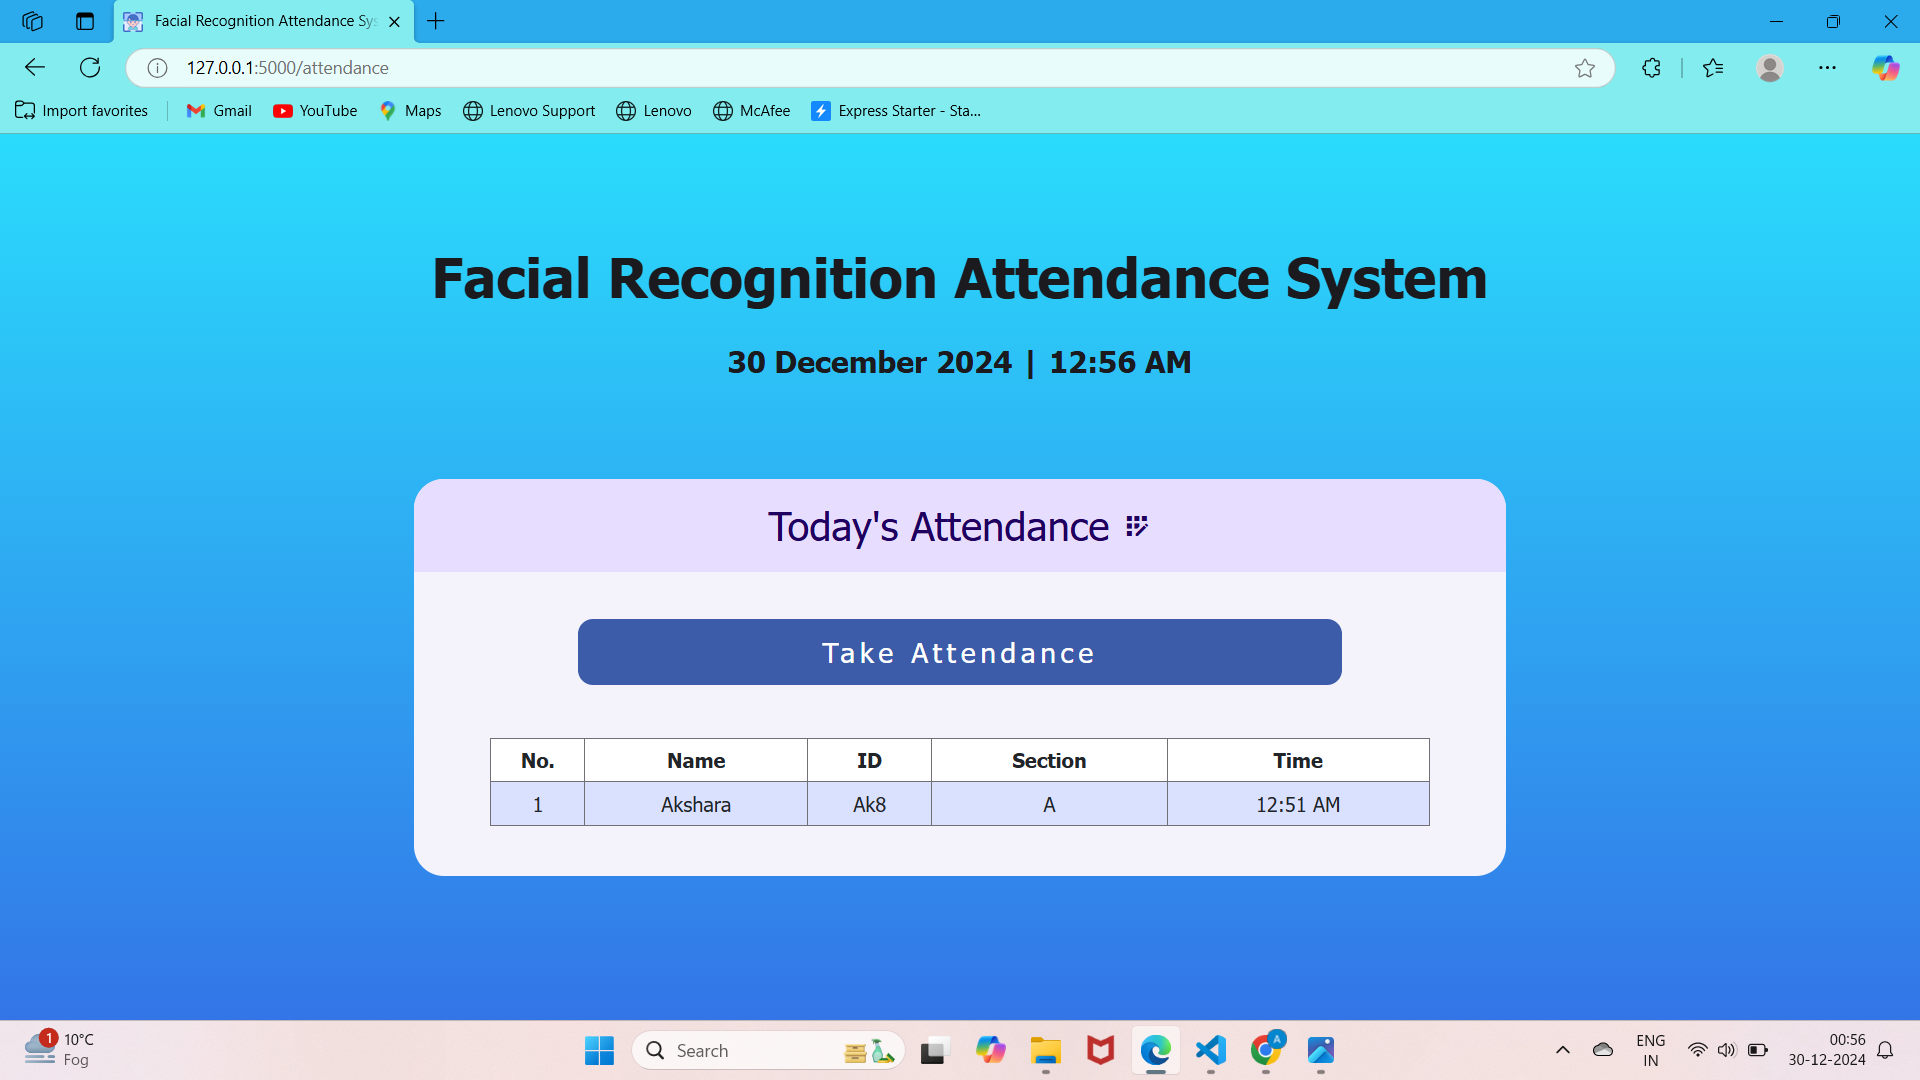 Facial Recognition Attendance Sys
127.0.0.1:5000/attendance
Import favorites Gmail YouTube Maps Lenovo Support Lenovo McAfee Express Starter - Sta...
Facial Recognition Attendance System
30 December 2024 | 12:56 AM
Today's Attendance
Take Attendance
No. Name ID Section Time
1 Akshara Ak8 A 12:51 AM
1 10°C
Fog
Search
A
ENG
IN
00:56
30-12-2024